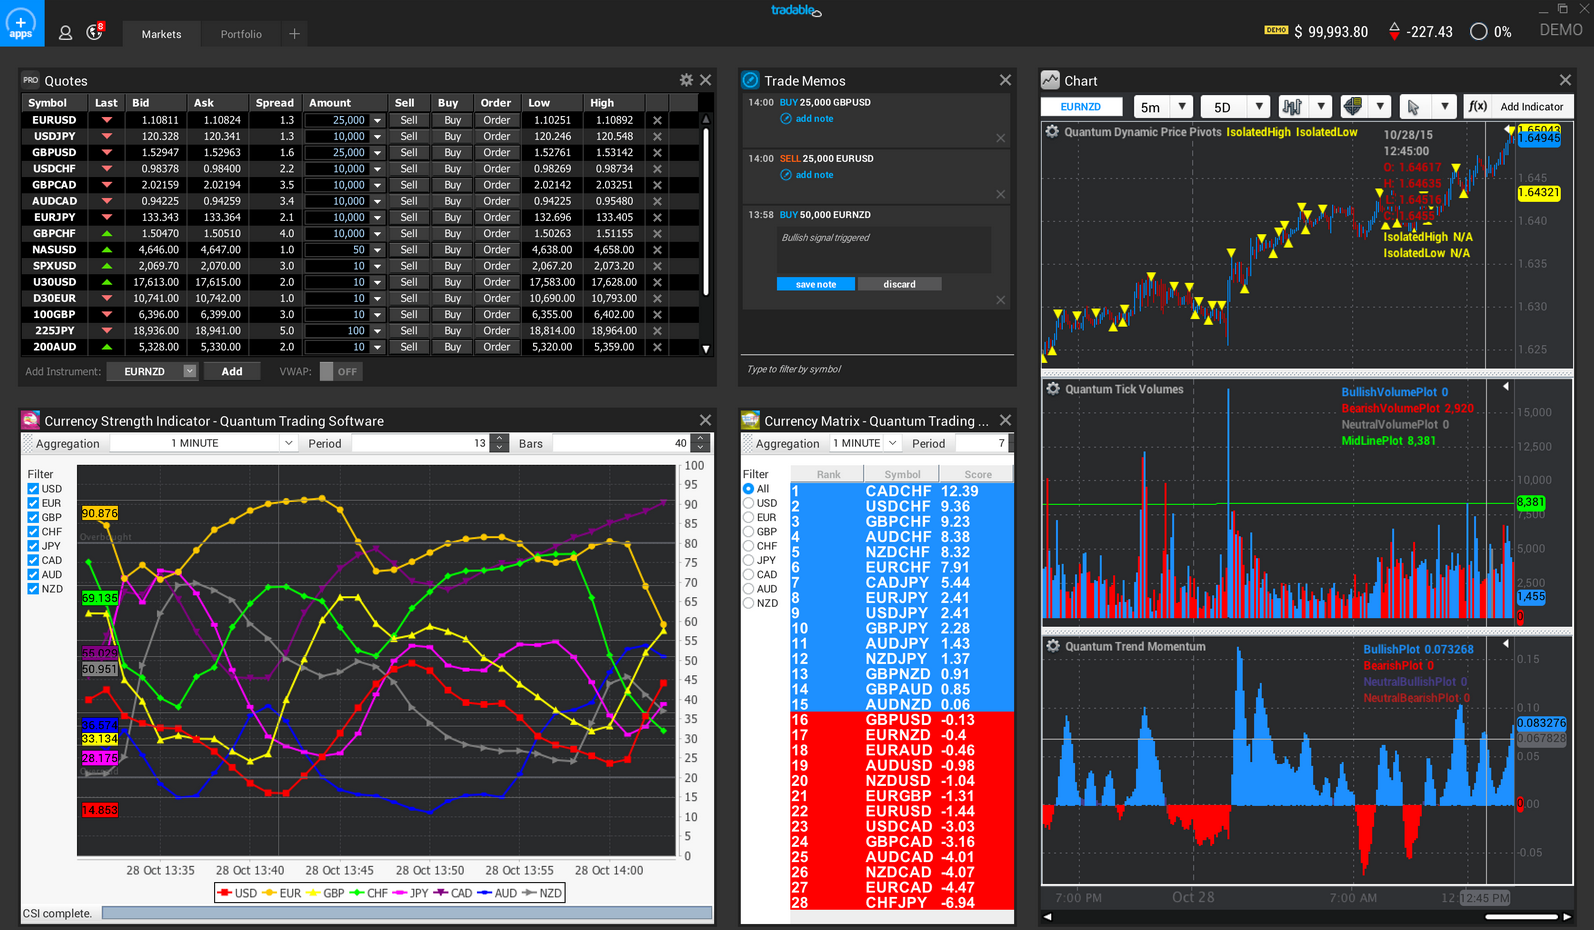 tradable
+
apps
8
Markets
Portfolio
+
DEMO
$ 99,993.80
-227.43
0%
DEMO
PRO Quotes
Symbol Last Bid Ask Spread Amount Sell Buy Order Low High
EURUSD 1.10811 1.10824 1.3 25,000 Sell Buy Order 1.10251 1.10892
USDJPY 120.328 120.341 1.3 10,000 Sell Buy Order 120.246 120.548
GBPUSD 1.52947 1.52963 1.6 25,000 Sell Buy Order 1.52761 1.53142
USDCHF 0.98378 0.98400 2.2 10,000 Sell Buy Order 0.98269 0.98734
GBPCAD 2.02159 2.02194 3.5 10,000 Sell Buy Order 2.02142 2.03251
AUDCAD 0.94225 0.94259 3.4 10,000 Sell Buy Order 0.94225 0.95480
EURJPY 133.343 133.364 2.1 10,000 Sell Buy Order 132.696 133.405
GBPCHF 1.50470 1.50510 4.0 10,000 Sell Buy Order 1.50263 1.51155
NASUSD 4,646.00 4,647.00 1.0 50 Sell Buy Order 4,638.00 4,658.00
SPXUSD 2,069.70 2,070.00 3.0 10 Sell Buy Order 2,067.20 2,073.20
U30USD 17,613.00 17,615.00 2.0 10 Sell Buy Order 17,583.00 17,628.00
D30EUR 10,741.00 10,742.00 1.0 10 Sell Buy Order 10,690.00 10,793.00
100GBP 6,396.00 6,399.00 3.0 10 Sell Buy Order 6,355.00 6,402.00
225JPY 18,936.00 18,941.00 5.0 100 Sell Buy Order 18,814.00 18,964.00
200AUD 5,328.00 5,330.00 2.0 10 Sell Buy Order 5,320.00 5,359.00
Add Instrument: EURNZD Add VWAP: OFF
Trade Memos
14:00 BUY 25,000 GBPUSD
add note
14:00 SELL 25,000 EURUSD
add note
13:58 BUY 50,000 EURNZD
Bullish signal triggered
save note discard
Type to filter by symbol
Chart
EURNZD 5m 5D f(x) Add Indicator
Quantum Dynamic Price Pivots IsolatedHigh IsolatedLow
10/28/15
12:45:00
O: 1.64617
H: 1.64635
L: 1.64516
C: 1.6455
IsolatedHigh N/A
IsolatedLow N/A
1.65043
1.64945
1.645
1.64321
1.640
1.635
1.630
1.625
Quantum Tick Volumes
BullishVolumePlot 0
BearishVolumePlot 2,920
NeutralVolumePlot 0
MidLinePlot 8,381
15,000
12,500
10,000
8,381
7,500
5,000
2,500
1,455
0
Quantum Trend Momentum
BullishPlot 0.073268
BearishPlot 0
NeutralBullishPlot 0
NeutralBearishPlot 0
0.15
0.10
0.083276
0.067828
0.05
0.00
-0.05
7:00 PM Oct 28 7:00 AM 12:45 PM
Currency Strength Indicator - Quantum Trading Software
Aggregation 1 MINUTE Period 13 Bars 40
Filter
USD
EUR
GBP
CHF
JPY
CAD
AUD
NZD
90.876
Overbought
69.135
50.951
33.134
28.175
14.853
100
95
90
85
80
75
70
65
60
55
50
45
40
35
30
25
20
15
10
5
0
28 Oct 13:35 28 Oct 13:40 28 Oct 13:45 28 Oct 13:50 28 Oct 13:55 28 Oct 14:00
USD EUR GBP CHF JPY CAD AUD NZD
CSI complete.
Currency Matrix - Quantum Trading ...
Aggregation 1 MINUTE Period 7
Filter
All
USD
EUR
GBP
CHF
JPY
CAD
AUD
NZD
Rank Symbol Score
1 CADCHF 12.39
2 USDCHF 9.36
3 GBPCHF 9.23
4 AUDCHF 8.38
5 NZDCHF 8.32
6 EURCHF 7.91
7 CADJPY 5.44
8 EURJPY 2.41
9 USDJPY 2.41
10 GBPJPY 2.28
11 AUDJPY 1.43
12 NZDJPY 1.37
13 GBPNZD 0.91
14 GBPAUD 0.85
15 AUDNZD 0.06
16 GBPUSD -0.13
17 EURNZD -0.4
18 EURAUD -0.46
19 AUDUSD -0.98
20 NZDUSD -1.04
21 EURGBP -1.31
22 EURUSD -1.44
23 USDCAD -3.03
24 GBPCAD -3.16
25 AUDCAD -4.01
26 NZDCAD -4.07
27 EURCAD -4.47
28 CHFJPY -6.94